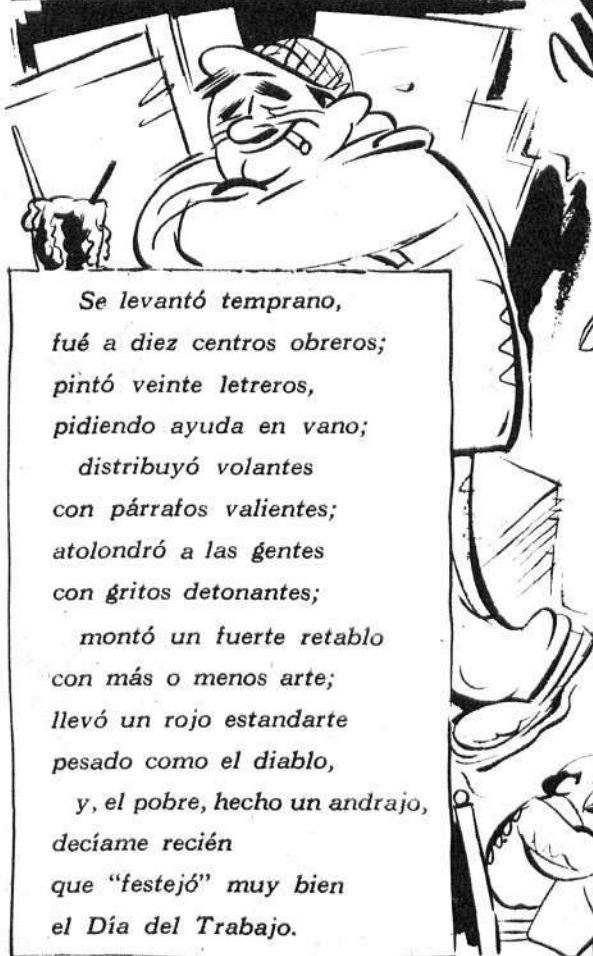 Se levantó temprano,
fué a diez centros obreros;
pintó veinte letreros,
pidiendo ayuda en vano;
distribuyó volantes
con párrafos valientes;
atolondró a las gentes
con gritos detonantes;
montó un fuerte retablo
con más o menos arte;
llevó un rojo estandarte
pesado como el diablo,
y, el pobre, hecho un andrajo,
decíame recién
que "festejó" muy bien
el Día del Trabajo.